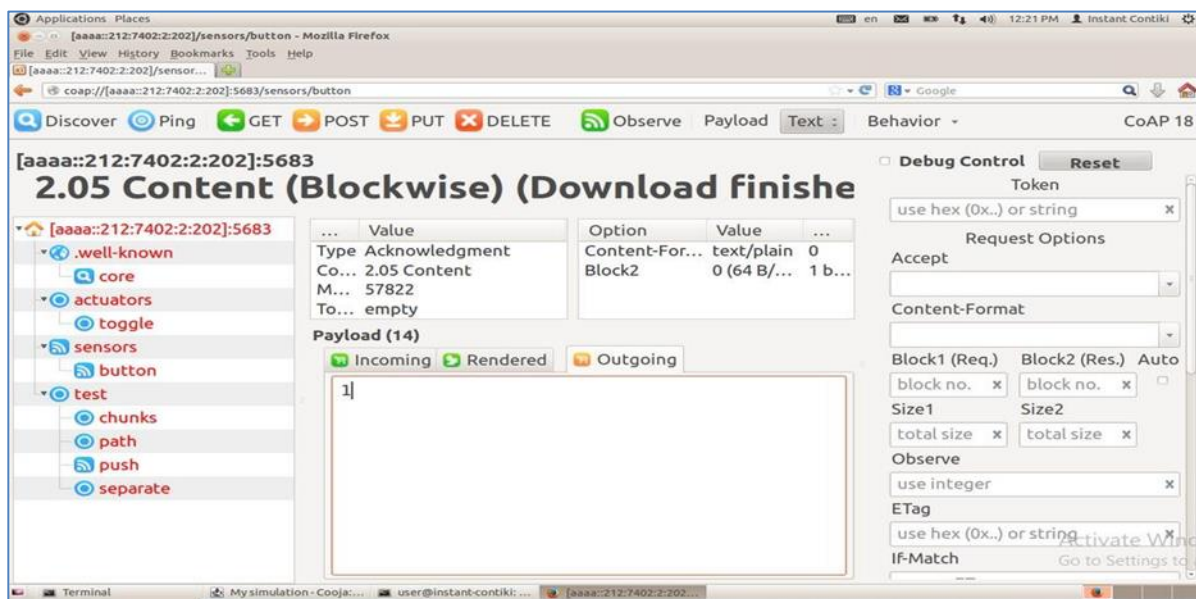 Applications Places en 12:21 PM Instant Contiki
[aaaa::212:7402:2:202]/sensors/button - Mozilla Firefox
File Edit View History Bookmarks Tools Help
[aaaa::212:7402:2:202]/sensor...
coap://[aaaa::212:7402:2:202]:5683/sensors/button Google
Discover Ping GET POST PUT DELETE Observe Payload Text : Behavior CoAP 18
[aaaa::212:7402:2:202]:5683
2.05 Content (Blockwise) (Download finishe
[aaaa::212:7402:2:202]:5683
.well-known
core
actuators
toggle
sensors
button
test
chunks
path
push
separate
... Value
Type Acknowledgment
Co... 2.05 Content
M... 57822
To... empty
Option Value ...
Content-For... text/plain 0
Block2 0 (64 B/... 1 b...
Payload (14)
Incoming Rendered Outgoing
1
Debug Control Reset
Token
use hex (0x..) or string x
Request Options
Accept
Content-Format
Block1 (Req.) Block2 (Res.) Auto
block no. x block no. x
Size1 Size2
total size x total size x
Observe
use integer x
ETag
use hex (0x..) or string x
If-Match
Activate Wind
Go to Settings to
Terminal My simulation - Cooja:... user@instant-contiki: ... [aaaa::212:7402:2:202...